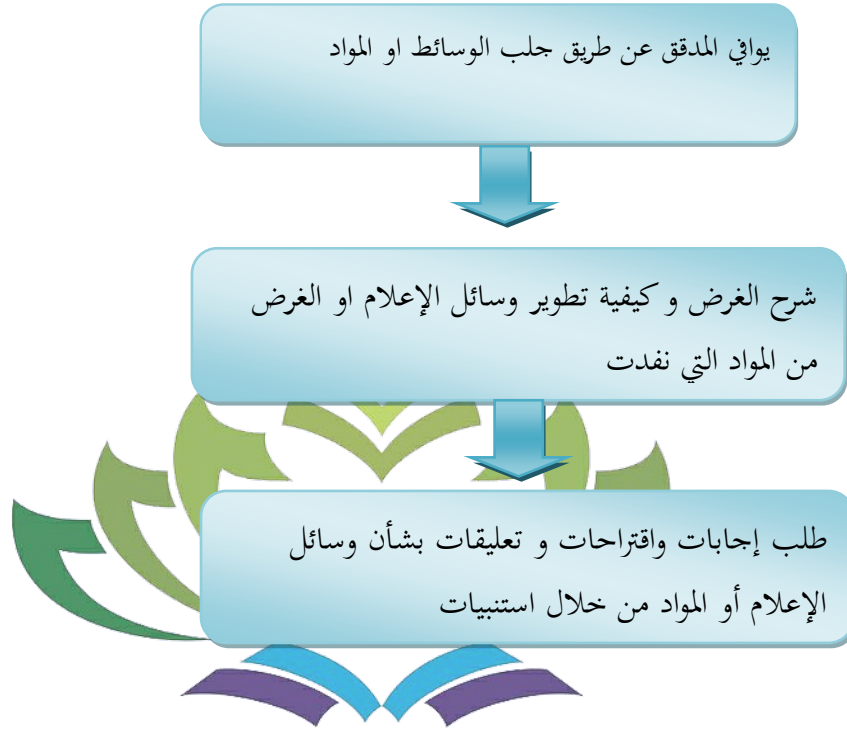 يوافي المدقق عن طريق جلب الوسائط او المواد
شرح الغرض و كيفية تطوير وسائل الإعلام او الغرض
من المواد التي نفدت
طلب إجابات واقتراحات و تعليقات بشأن وسائل
الإعلام أو المواد من خلال استنبيات